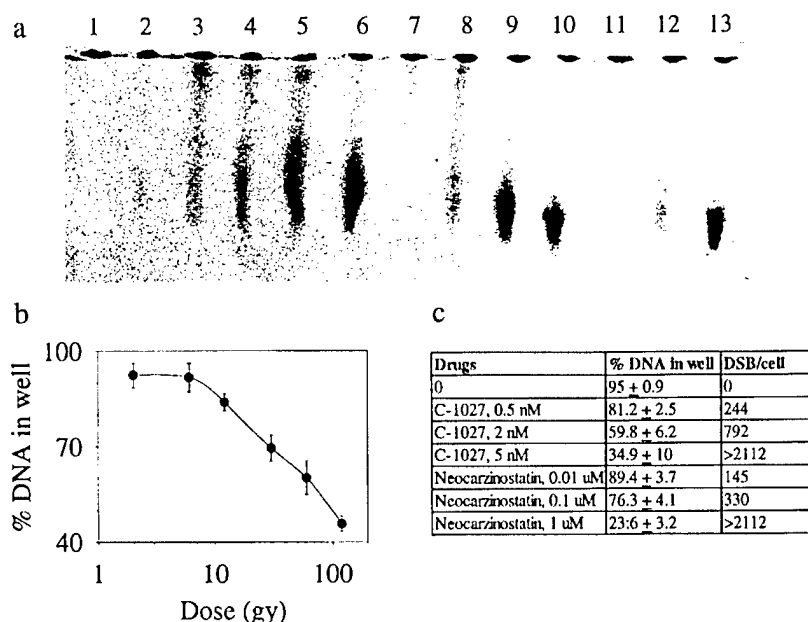 a
1 2 3 4 5 6 7 8 9 10 11 12 13
b
100
70
40
% DNA in well
1 10 100
Dose (gy)
c
Drugs % DNA in well DSB/cell
0 95 ± 0.9 0
C-1027, 0.5 nM 81.2 ± 2.5 244
C-1027, 2 nM 59.8 ± 6.2 792
C-1027, 5 nM 34.9 ± 10 >2112
Neocarzinostatin, 0.01 uM 89.4 ± 3.7 145
Neocarzinostatin, 0.1 uM 76.3 ± 4.1 330
Neocarzinostatin, 1 uM 23:6 ± 3.2 >2112